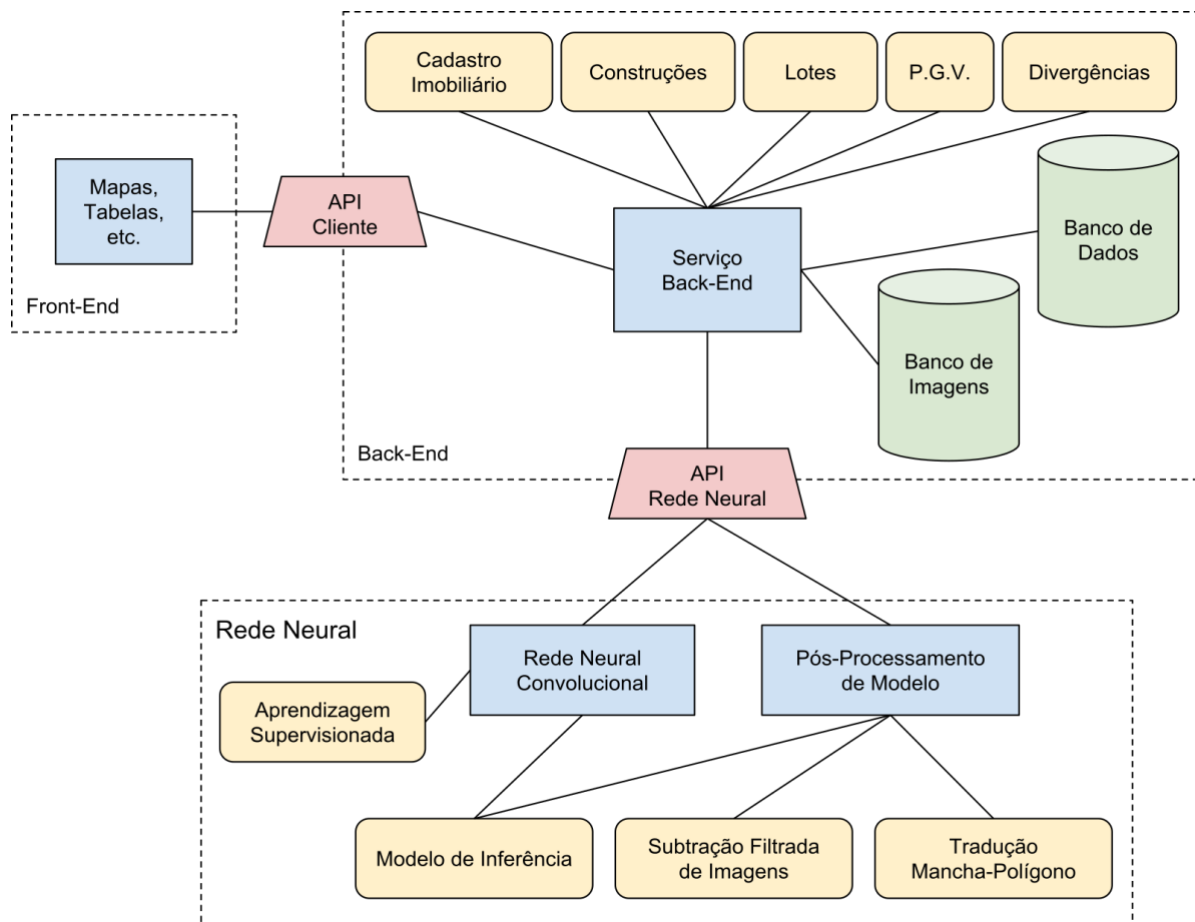 Cadastro
Imobiliário
Construções
Lotes
P.G.V.
Divergências
Mapas,
Tabelas,
etc.
Front-End
API
Cliente
Serviço
Back-End
Banco de
Dados
Banco de
Imagens
Back-End
API
Rede Neural
Rede Neural
Rede Neural
Convolucional
Pós-Processamento
de Modelo
Aprendizagem
Supervisionada
Modelo de Inferência
Subtração Filtrada
de Imagens
Tradução
Mancha-Polígono